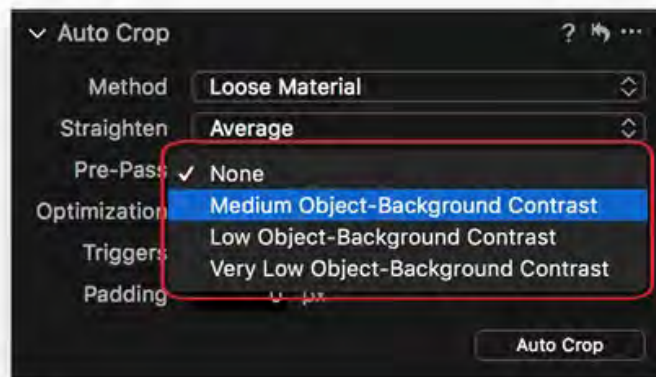 Auto Crop ? ...
Method Loose Material
Straighten Average
Pre-Pass ✓ None
Optimization Medium Object-Background Contrast
Triggers Low Object-Background Contrast
Very Low Object-Background Contrast
Padding px
Auto Crop